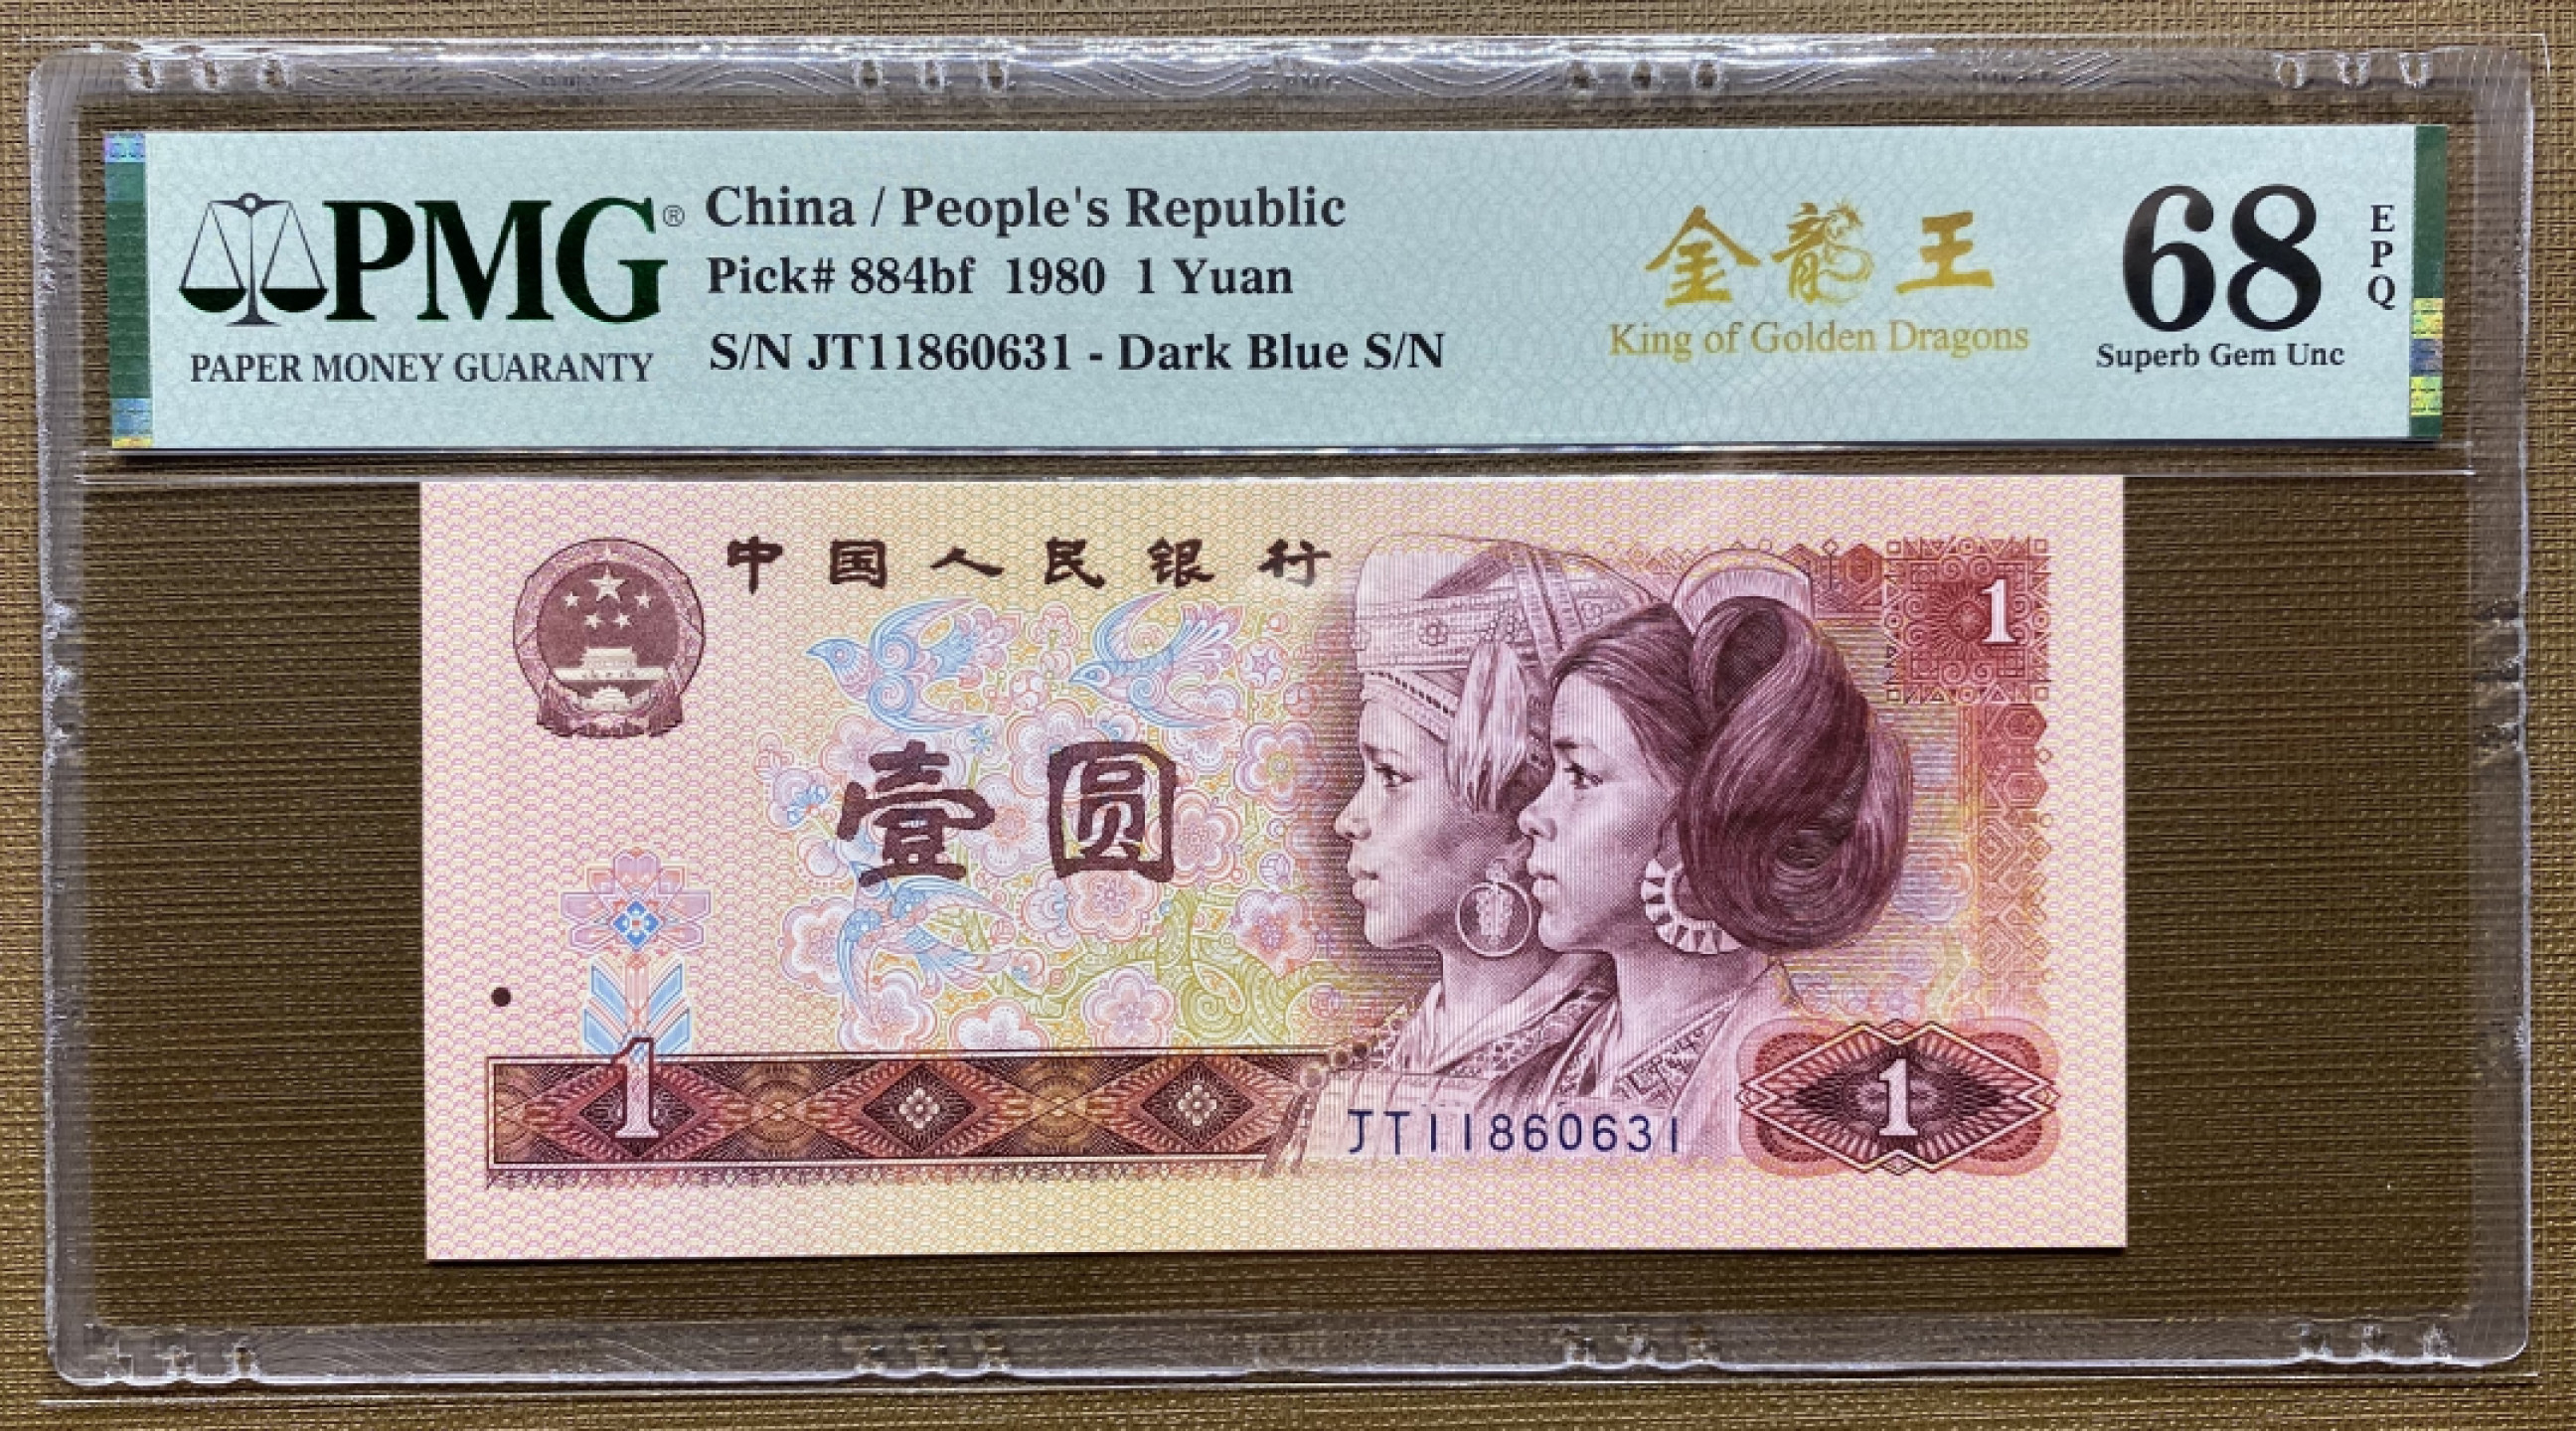 PMG®
PAPER MONEY GUARANTY
China / People's Republic
Pick# 884bf 1980 1 Yuan
S/N JT11860631 - Dark Blue S/N
金龍王
King of Golden Dragons
68
EPQ
Superb Gem Unc
中国人民银行
1
壹圆
1
JT11860631
1